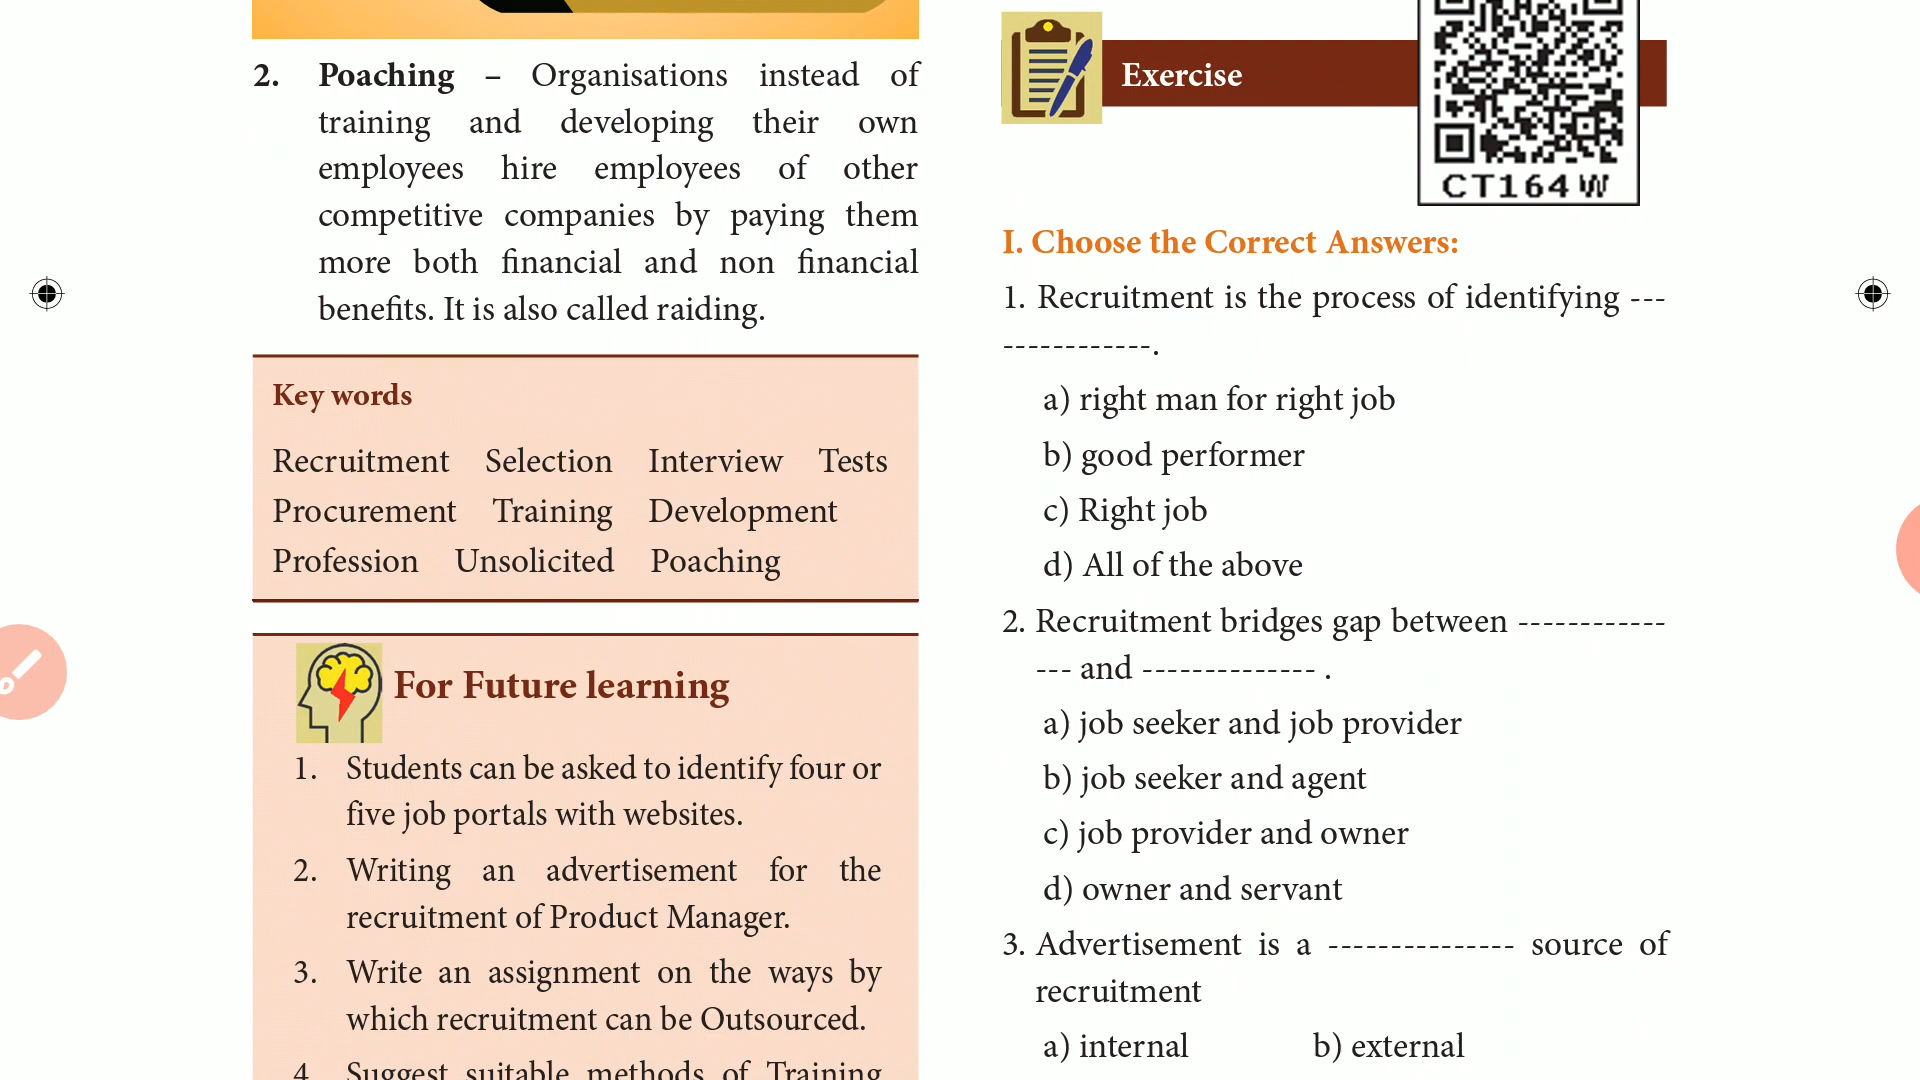 2. Poaching – Organisations instead of
training and developing their own
employees hire employees of other
competitive companies by paying them
more both financial and non financial
benefits. It is also called raiding.
Key words
Recruitment Selection Interview Tests
Procurement Training Development
Profession Unsolicited Poaching
For Future learning
1. Students can be asked to identify four or
five job portals with websites.
2. Writing an advertisement for the
recruitment of Product Manager.
3. Write an assignment on the ways by
which recruitment can be Outsourced.
4. Suggest suitable methods of Training
Exercise
CT164W
I. Choose the Correct Answers:
1. Recruitment is the process of identifying ---
------------.
a) right man for right job
b) good performer
c) Right job
d) All of the above
2. Recruitment bridges gap between ------------
--- and -------------- .
a) job seeker and job provider
b) job seeker and agent
c) job provider and owner
d) owner and servant
3. Advertisement is a --------------- source of
recruitment
a) internal b) external